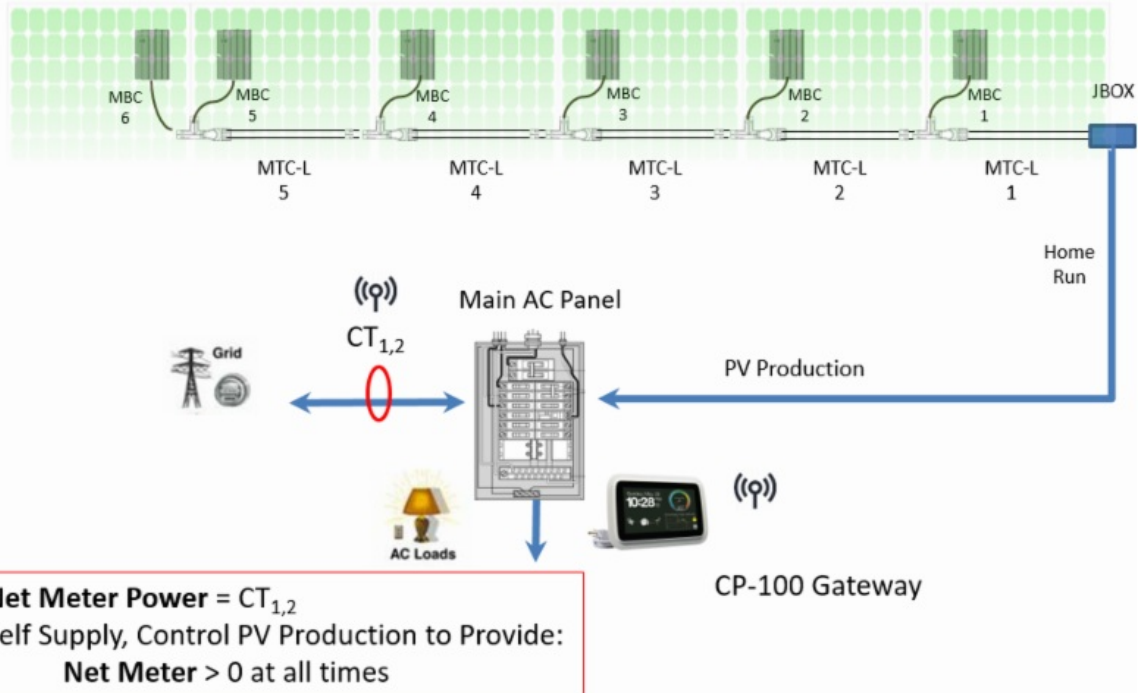 MBC
6
MBC
5
MBC
4
MBC
3
MBC
2
MBC
1
JBOX
MTC-L
5
MTC-L
4
MTC-L
3
MTC-L
2
MTC-L
1
Home
Run
Main AC Panel
CT1,2
Grid
PV Production
10:28
AC Loads
CP-100 Gateway
Net Meter Power = CT1,2
elf Supply, Control PV Production to Provide:
Net Meter > 0 at all times